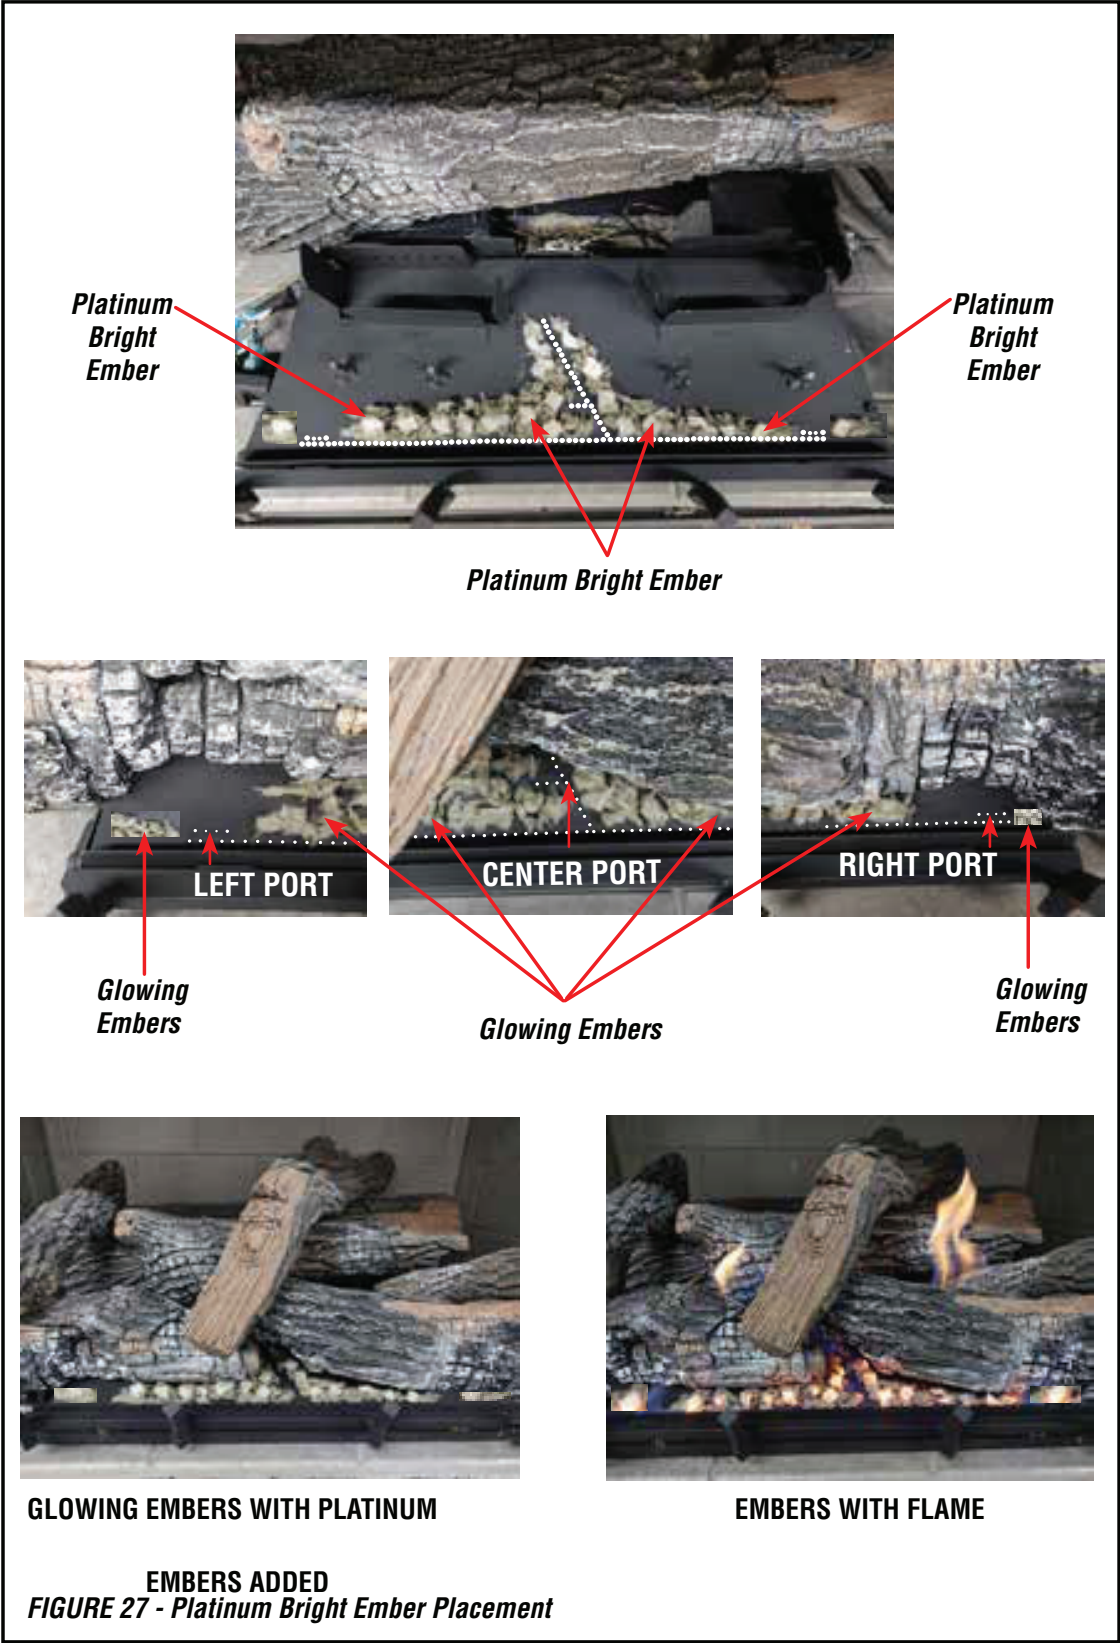 Platinum
Bright
Ember
Platinum
Bright
Ember
Platinum Bright Ember
LEFT PORT
CENTER PORT
RIGHT PORT
Glowing
Embers
Glowing Embers
Glowing
Embers
GLOWING EMBERS WITH PLATINUM
EMBERS ADDED
EMBERS WITH FLAME
FIGURE 27 - Platinum Bright Ember Placement